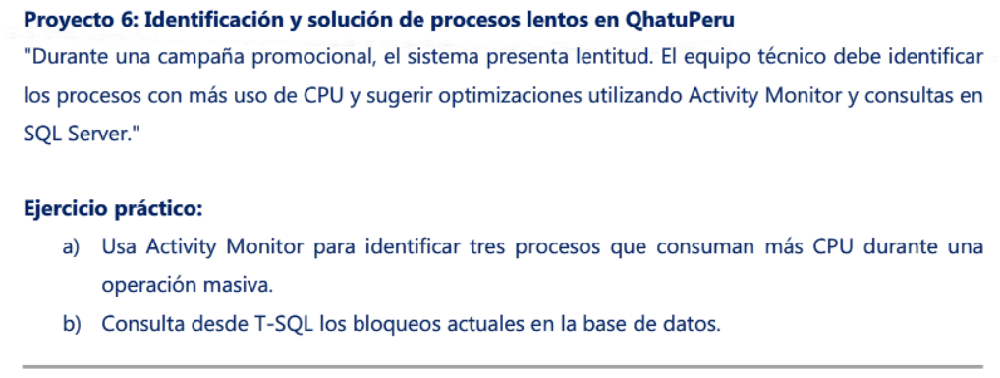 Proyecto 6: Identificación y solución de procesos lentos en QhatuPeru
"Durante una campaña promocional, el sistema presenta lentitud. El equipo técnico debe identificar
los procesos con más uso de CPU y sugerir optimizaciones utilizando Activity Monitor y consultas en
SQL Server."
Ejercicio práctico:
a) Usa Activity Monitor para identificar tres procesos que consuman más CPU durante una
operación masiva.
b) Consulta desde T-SQL los bloqueos actuales en la base de datos.